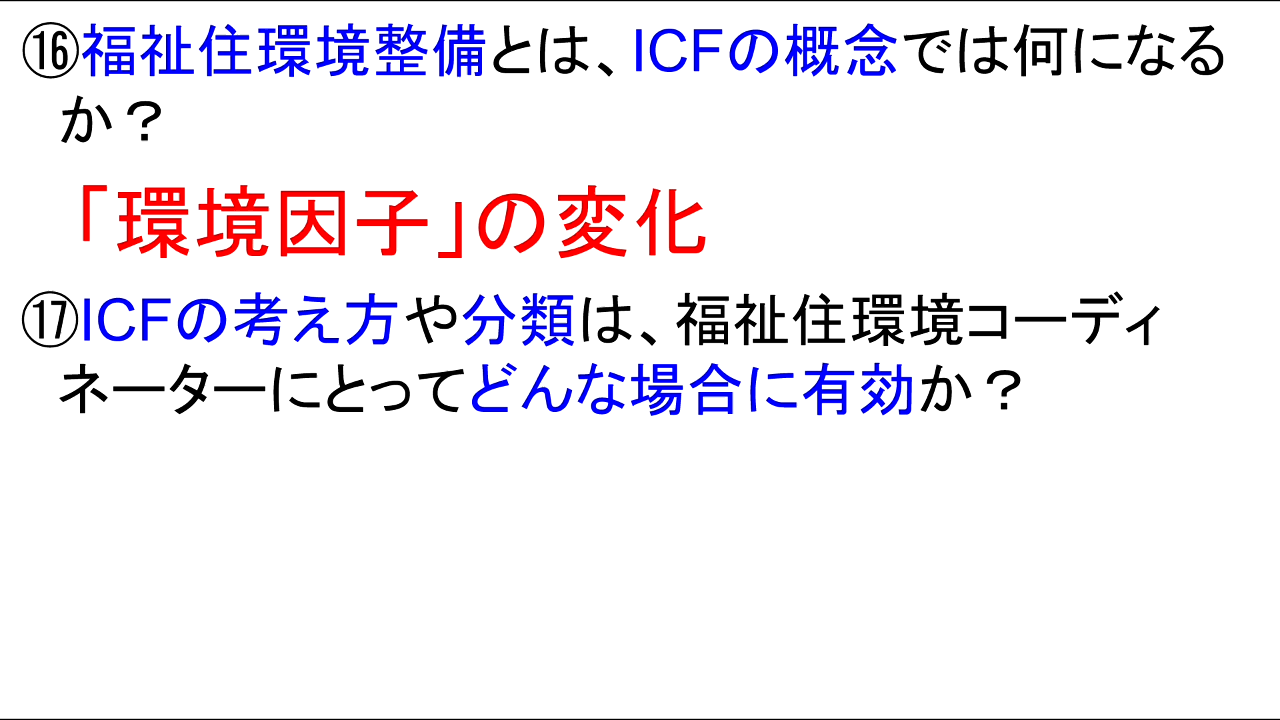 ⑯福祉住環境整備とは、ICFの概念では何になる
か？
「環境因子」の変化
⑰ICFの考え方や分類は、福祉住環境コーディ
ネーターにとってどんな場合に有効か？